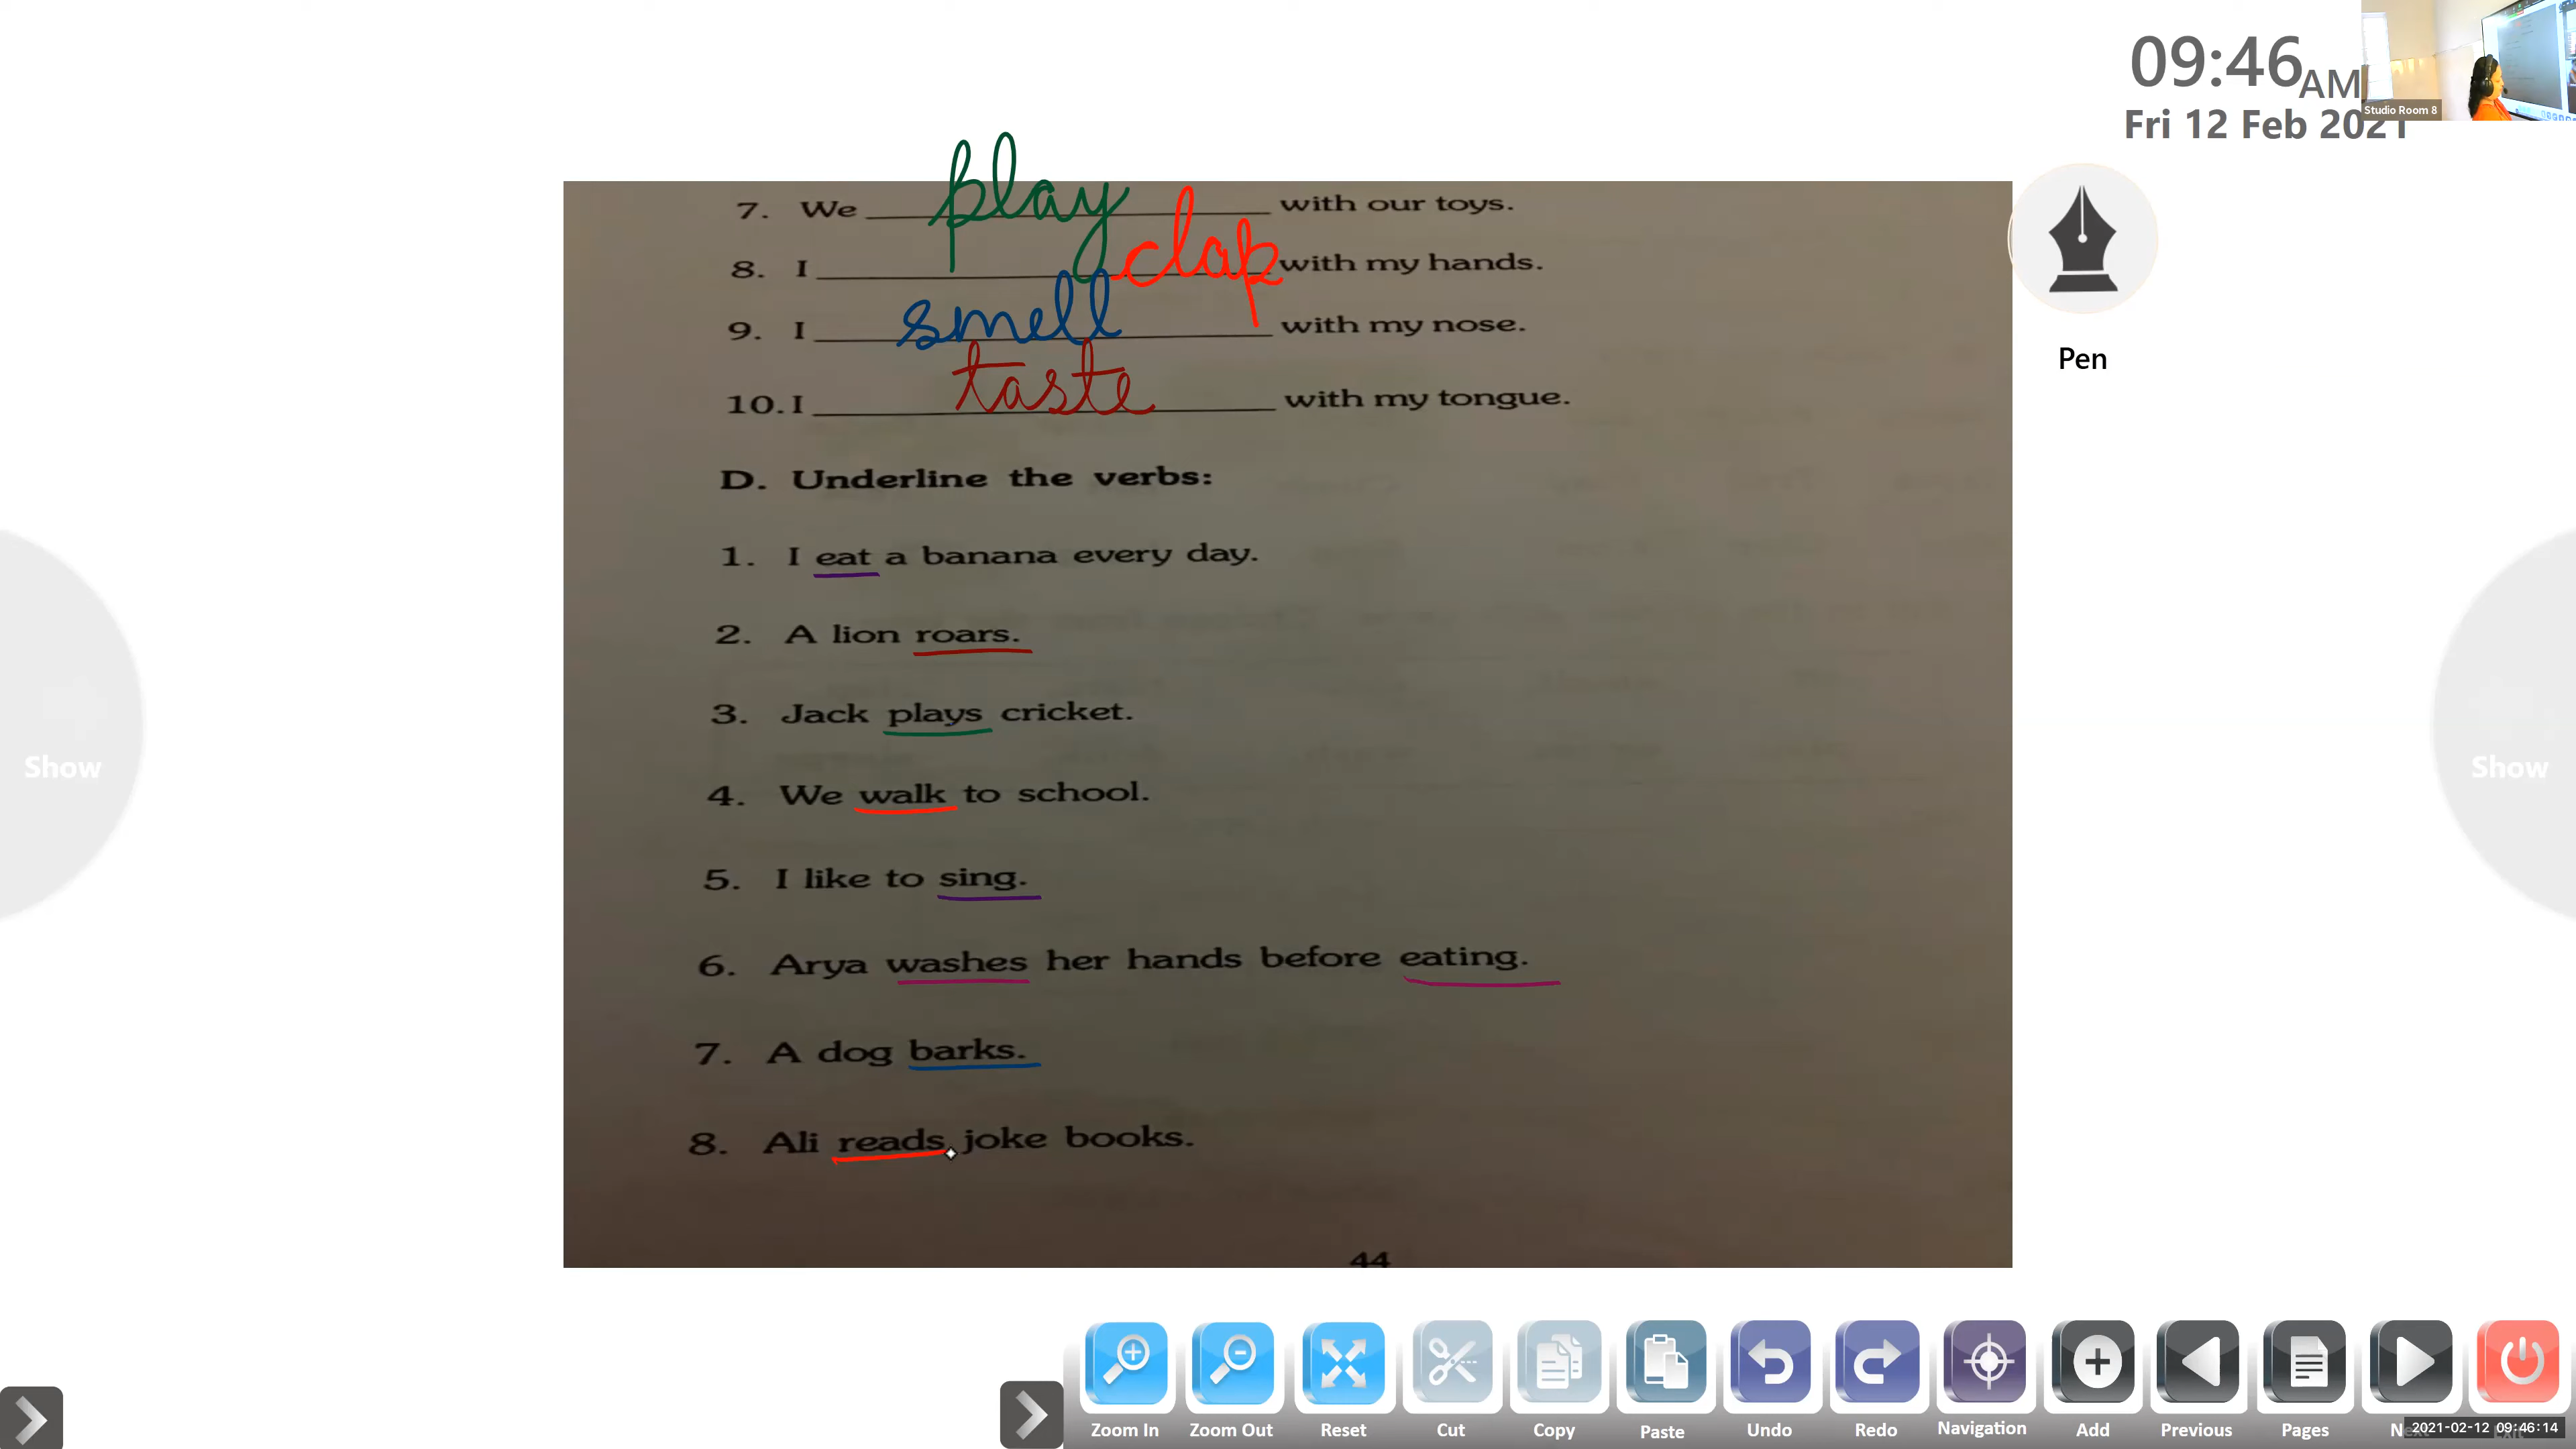 09:46 AM
Fri 12 Feb 2021
Studio Room 8
7. We play with our toys.
8. I clap with my hands.
9. I smell with my nose.
10. I taste with my tongue.
Pen
D. Underline the verbs:
1. I eat a banana every day.
2. A lion roars.
3. Jack plays cricket.
Show
Show
4. We walk to school.
5. I like to sing.
6. Arya washes her hands before eating.
7. A dog barks.
8. Ali reads joke books.
44
Zoom In Zoom Out Reset Cut Copy Paste Undo Redo Navigation Add Previous Pages
2021-02-12 09:46:14